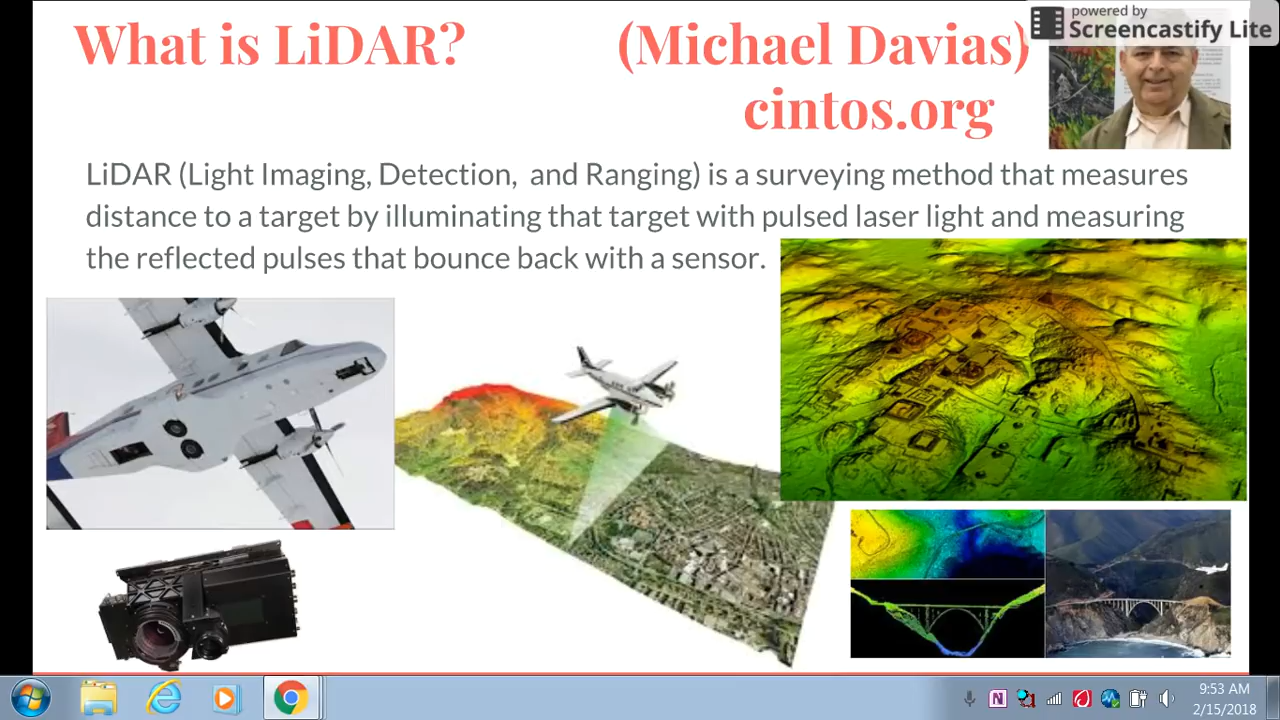 What is LiDAR? (Michael Davias)
cintos.org
powered by
Screencastify Lite
LiDAR (Light Imaging, Detection, and Ranging) is a surveying method that measures
distance to a target by illuminating that target with pulsed laser light and measuring
the reflected pulses that bounce back with a sensor.
9:53 AM
2/15/2018